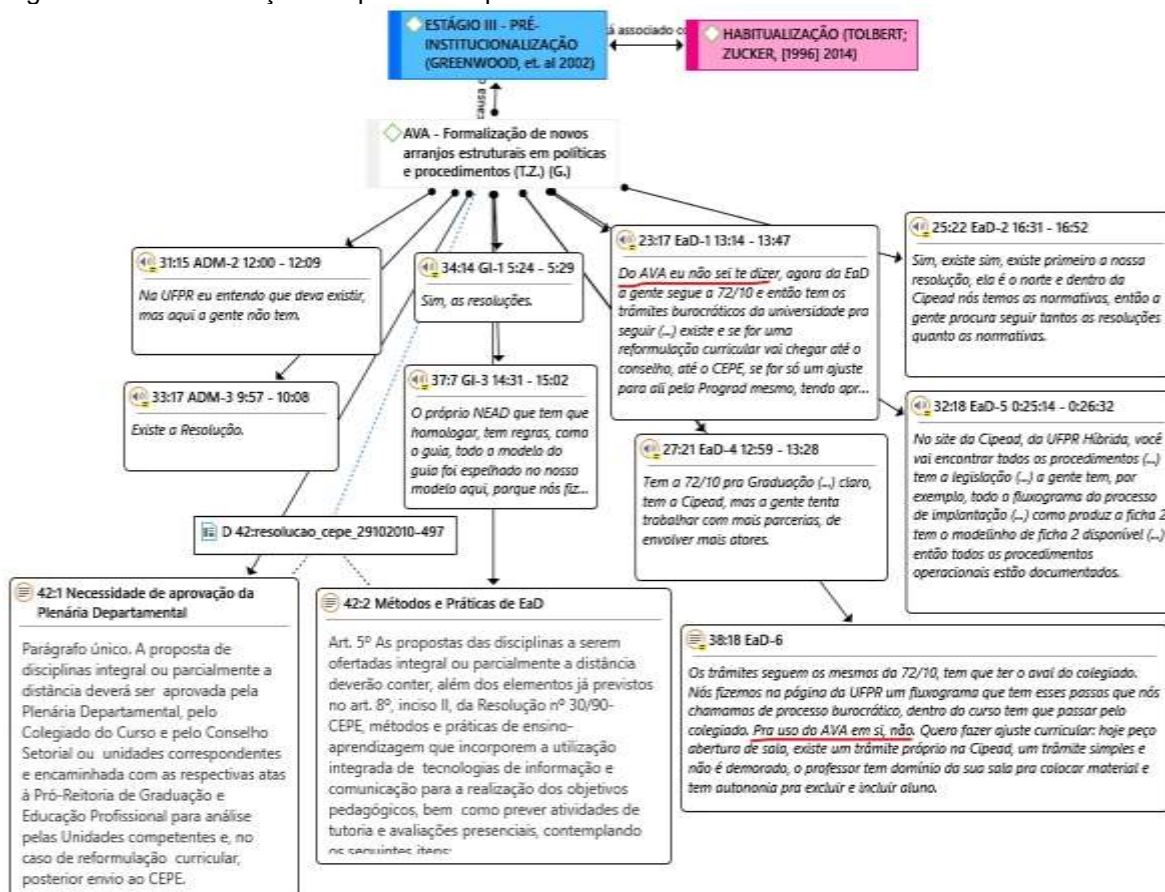 ESTÁGIO III - PRÉ-
INSTITUCIONALIZAÇÃO
(GREENWOOD, et. al 2002)
á associado c
HABITUALIZAÇÃO (TOLBERT;
ZUCKER, [1996] 2014)
causa
AVA - Formalização de novos
arranjos estruturais em políticas
e procedimentos (T.Z.) (G.)
31:15 ADM-2 12:00 - 12:09
Na UFPR eu entendo que deva existir,
mas aqui a gente não tem.
34:14 GI-1 5:24 - 5:29
Sim, as resoluções.
23:17 EaD-1 13:14 - 13:47
Do AVA eu não sei te dizer, agora da EaD
a gente segue a 72/10 e então tem os
trâmites burocráticos da universidade pra
seguir (...) existe e se for uma
reformulação curricular vai chegar até o
conselho, até o CEPE, se for só um ajuste
para ali pela Prograd mesmo, tendo apr...
25:22 EaD-2 16:31 - 16:52
Sim, existe sim, existe primeiro a nossa
resolução, ela é o norte e dentro da
Cipead nós temos as normativas, então a
gente procura seguir tantos as resoluções
quanto as normativas.
33:17 ADM-3 9:57 - 10:08
Existe a Resolução.
37:7 GI-3 14:31 - 15:02
O próprio NEAD que tem que
homologar, tem regras, como
o guia, todo o modelo do
guia foi espelhado no nosso
modelo aqui, porque nós fiz...
27:21 EaD-4 12:59 - 13:28
Tem a 72/10 pra Graduação (...) claro,
tem a Cipead, mas a gente tenta
trabalhar com mais parcerias, de
envolver mais atores.
32:18 EaD-5 0:25:14 - 0:26:32
No site da Cipead, da UFPR Híbrida, você
vai encontrar todos os procedimentos (...)
tem a legislação (...) a gente tem, por
exemplo, todo o fluxograma do processo
de implantação (...) como produz a ficha 2
tem o modelinho de ficha 2 disponível (...)
então todos os procedimentos
operacionais estão documentados.
D 42:resolucao_cepe_29102010-497
42:1 Necessidade de aprovação da
Plenária Departamental
Parágrafo único. A proposta de
disciplinas integral ou parcialmente a
distância deverá ser aprovada pela
Plenária Departamental, pelo
Colegiado do Curso e pelo Conselho
Setorial ou unidades correspondentes
e encaminhada com as respectivas atas
à Pró-Reitoria de Graduação e
Educação Profissional para análise
pelas Unidades competentes e, no
caso de reformulação curricular,
posterior envio ao CEPE.
42:2 Métodos e Práticas de EaD
Art. 5º As propostas das disciplinas a serem
ofertadas integral ou parcialmente a distância
deverão conter, além dos elementos já previstos
no art. 8º, inciso II, da Resolução nº 30/90-
CEPE, métodos e práticas de ensino-
aprendizagem que incorporem a utilização
integrada de tecnologias de informação e
comunicação para a realização dos objetivos
pedagógicos, bem como prever atividades de
tutoria e avaliações presenciais, contemplando
os seguintes itens:
38:18 EaD-6
Os trâmites seguem os mesmos da 72/10, tem que ter o aval do colegiado.
Nós fizemos na página da UFPR um fluxograma que tem esses passos que nós
chamamos de processo burocrático, dentro do curso tem que passar pelo
colegiado. Pra uso do AVA em si, não. Quero fazer ajuste curricular: hoje peço
abertura de sala, existe um trâmite próprio na Cipead, um trâmite simples e
não é demorado, o professor tem domínio da sua sala pra colocar material e
tem autonomia pra excluir e incluir aluno.